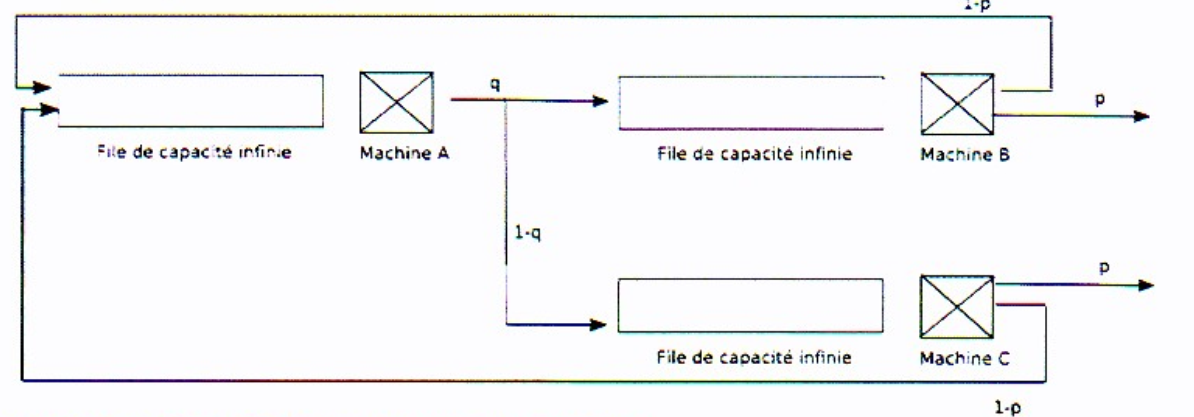 1-p
q
p
File de capacité infinie
Machine A
File de capacité infinie
Machine B
1-q
p
File de capacité infinie
Machine C
1-p